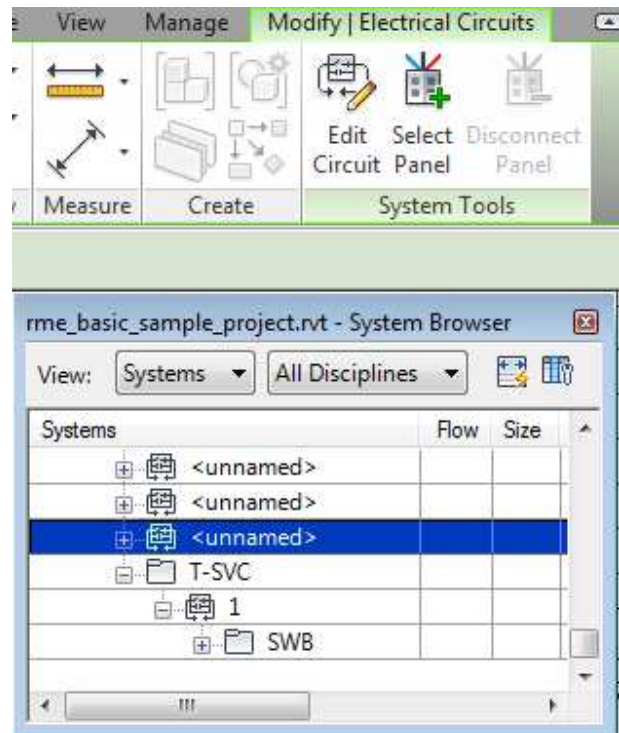 View Manage Modify | Electrical Circuits
Edit Circuit Select Panel Disconnect Panel
Measure Create System Tools
rme_basic_sample_project.rvt - System Browser
View: Systems All Disciplines
Systems Flow Size
<unnamed>
<unnamed>
<unnamed>
T-SVC
1
SWB